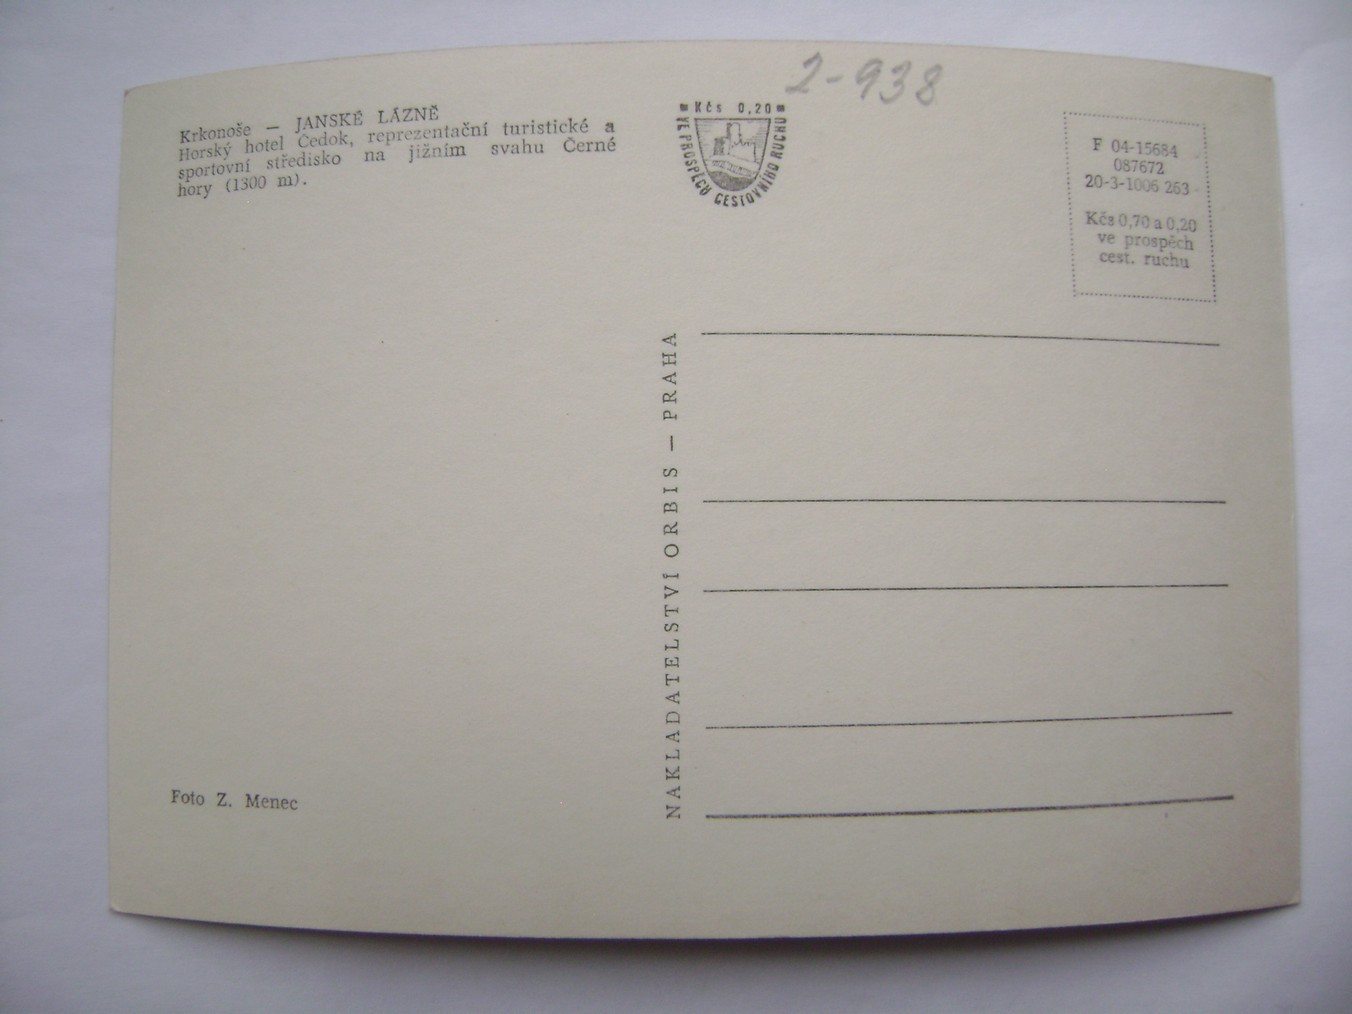 2-938
Krkonoše — JANSKÉ LÁZNĚ
Horský hotel Čedok, reprezentační turistické a
sportovní středisko na jižním svahu Černé
hory (1300 m).
Kčs 0,20
VE PROSPĚCH CESTOVNÍHO RUCHU
F 04-15684
087672
20-3-1006 263
Kčs 0,70 a 0,20
ve prospěch
cest. ruchu
NAKLADATELSTVÍ ORBIS — PRAHA
Foto Z. Menec